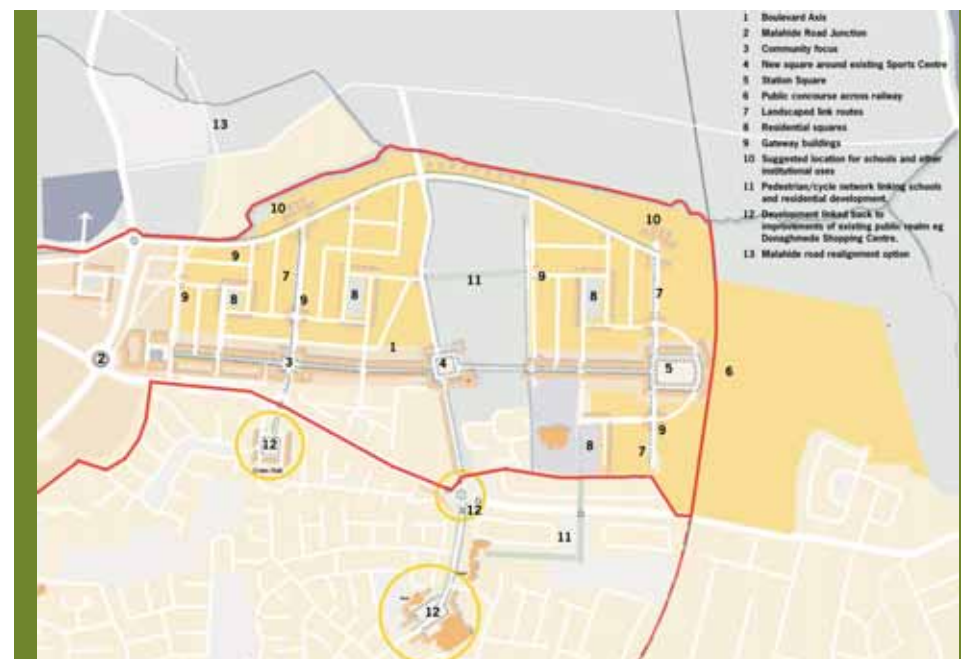 1 Boulevard Axis
2 Malahide Road Junction
3 Community focus
4 New square around existing Sports Centre
5 Station Square
6 Public concourse across railway
7 Landscaped link routes
8 Residential squares
9 Gateway buildings
10 Suggested location for schools and other
institutional uses
11 Pedestrian/cycle network linking schools
and residential development.
12 Development linked back to
improvements of existing public realm eg
Donaghmede Shopping Centre.
13 Malahide road realignment option
13
10
10
9
7
11
9
7
9
8
9
8
8
1
2
3
4
5
6
12
8
9
7
12
11
12